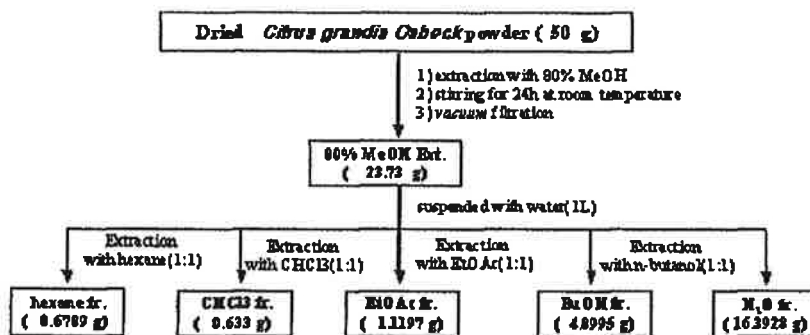 Dried Citrus grandis Osbeck powder ( 50 g)
1) extraction with 80% MeOH
2) stirring for 24h at room temperature
3) vacuum filtration
80% MeOH Ext.
( 23.73 g)
suspended with water(1L)
Extraction
with hexane(1:1)
Extraction
with CHCl3(1:1)
Extraction
with EtOAc(1:1)
Extraction
with n-butanol(1:1)
hexane fr.
( 0.6789 g)
CHCl3 fr.
( 0.633 g)
EtOAc fr.
( 1.1197 g)
BuOH fr.
( 4.8995 g)
H2O fr.
( 16.3928 g)